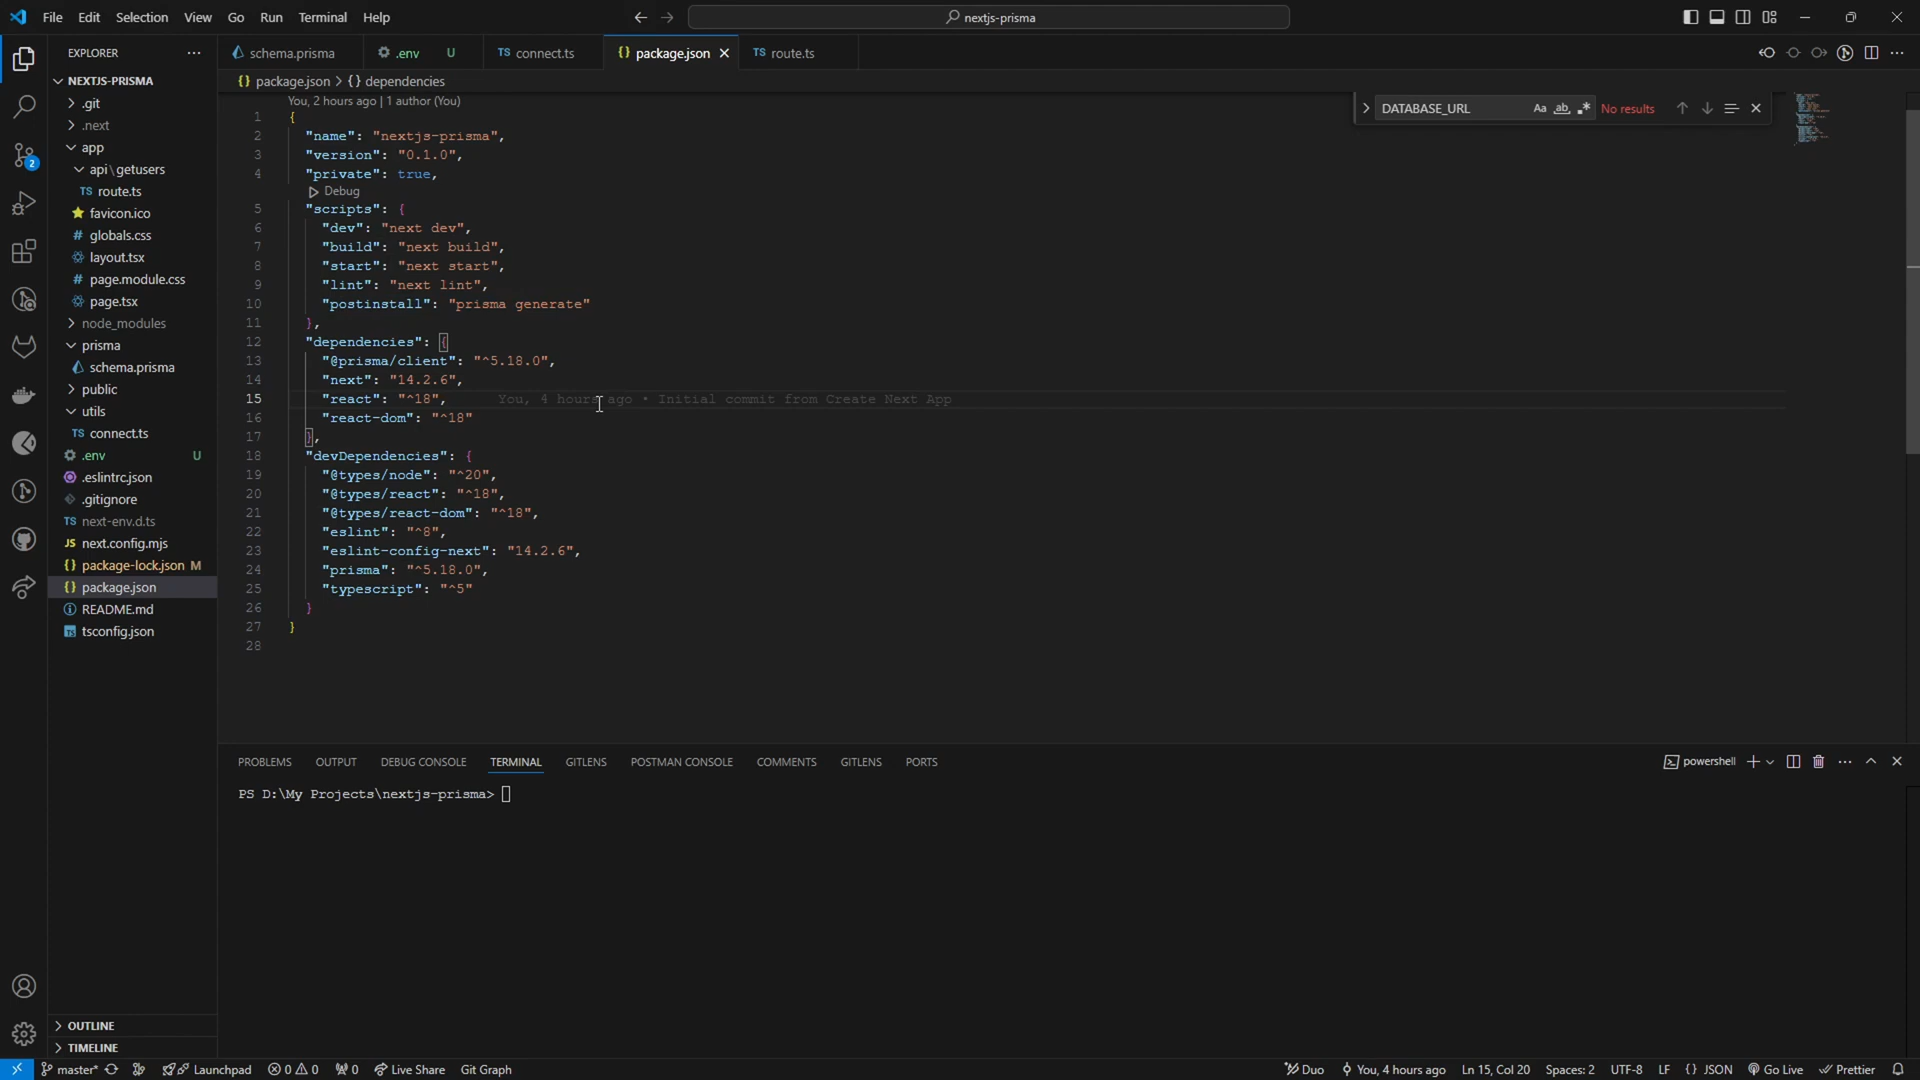 File Edit Selection View Go Run Terminal Help
nextjs-prisma
EXPLORER
schema.prisma
.env U
TS connect.ts
{} package.json
TS route.ts
NEXTJS-PRISMA
{} package.json > {} dependencies
.git
.next
app
api\getusers
TS route.ts
favicon.ico
# globals.css
layout.tsx
# page.module.css
page.tsx
node_modules
prisma
schema.prisma
public
utils
TS connect.ts
.env U
.eslintrc.json
.gitignore
TS next-env.d.ts
JS next.config.mjs
{} package-lock.json M
{} package.json
README.md
tsconfig.json
OUTLINE
TIMELINE
2
DATABASE_URL Aa ab No results
You, 2 hours ago | 1 author (You)
1 {
2 "name": "nextjs-prisma",
3 "version": "0.1.0",
4 "private": true,
Debug
5 "scripts": {
6 "dev": "next dev",
7 "build": "next build",
8 "start": "next start",
9 "lint": "next lint",
10 "postinstall": "prisma generate"
11 },
12 "dependencies": {
13 "@prisma/client": "^5.18.0",
14 "next": "14.2.6",
15 "react": "^18", You, 4 hours ago • Initial commit from Create Next App
16 "react-dom": "^18"
17 },
18 "devDependencies": {
19 "@types/node": "^20",
20 "@types/react": "^18",
21 "@types/react-dom": "^18",
22 "eslint": "^8",
23 "eslint-config-next": "14.2.6",
24 "prisma": "^5.18.0",
25 "typescript": "^5"
26 }
27 }
28
PROBLEMS OUTPUT DEBUG CONSOLE TERMINAL GITLENS POSTMAN CONSOLE COMMENTS GITLENS PORTS
powershell
PS D:\My Projects\nextjs-prisma>
master* Launchpad 0 0 0 Live Share Git Graph
Duo You, 4 hours ago Ln 15, Col 20 Spaces: 2 UTF-8 LF {} JSON Go Live Prettier